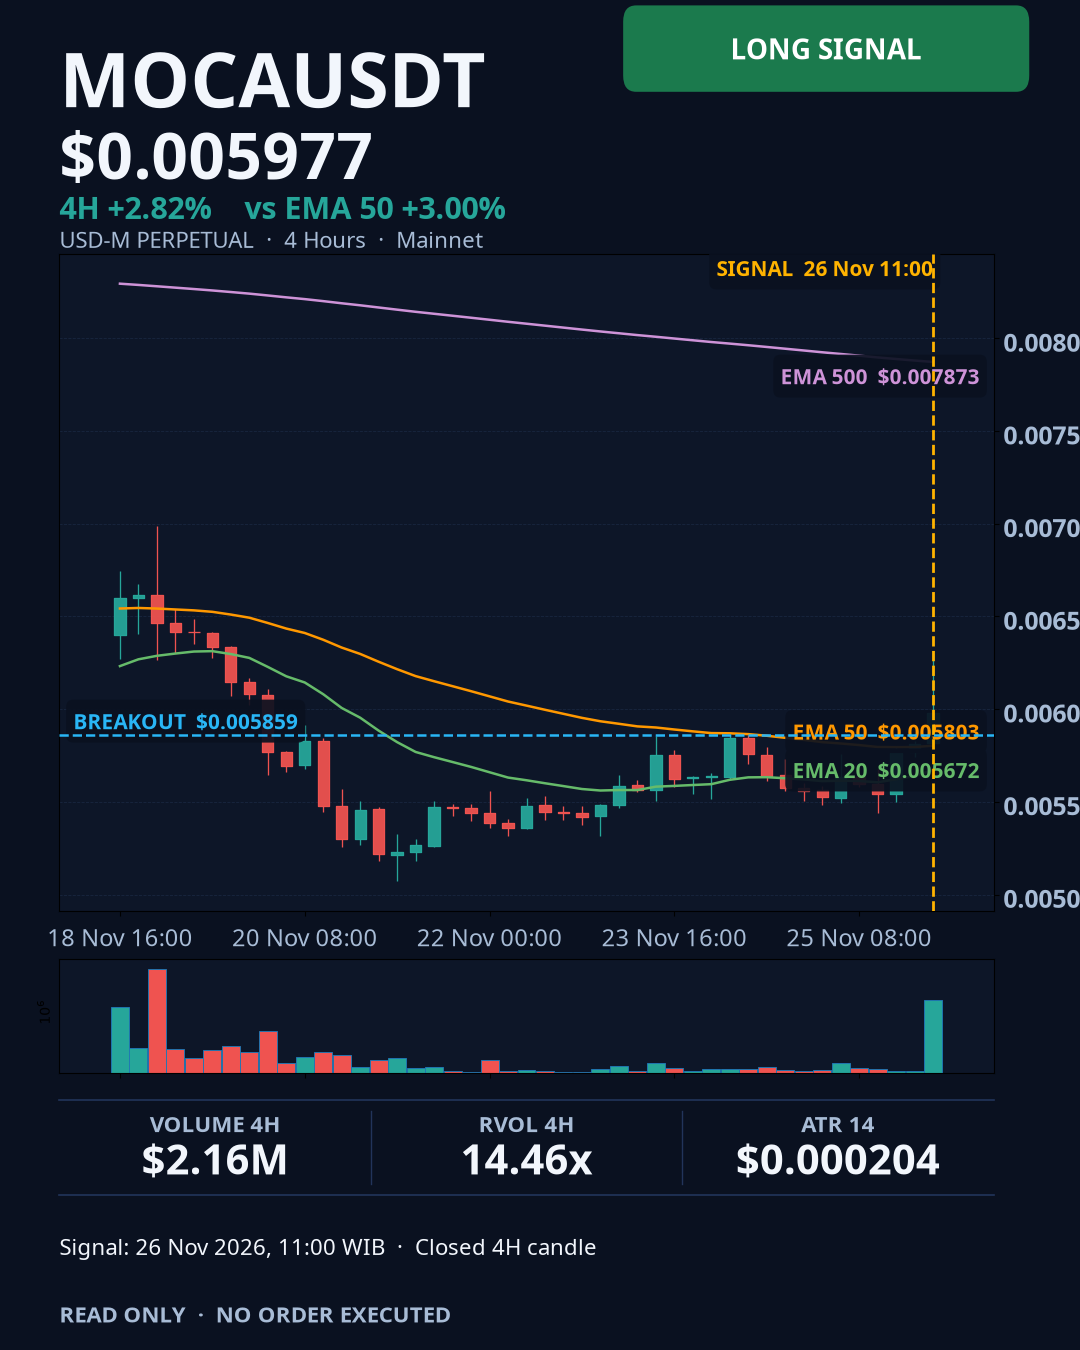 LONG SIGNAL
MOCAUSDT
$0.005977
4H +2.82% vs EMA 50 +3.00%
USD-M PERPETUAL · 4 Hours · Mainnet
SIGNAL 26 Nov 11:00
0.0080
EMA 500 $0.007873
0.0075
0.0070
0.0065
0.0060
BREAKOUT $0.005859
EMA 50 $0.005803
EMA 20 $0.005672
0.0055
0.0050
18 Nov 16:00 20 Nov 08:00 22 Nov 00:00 23 Nov 16:00 25 Nov 08:00
10⁶
VOLUME 4H RVOL 4H ATR 14
$2.16M 14.46x $0.000204
Signal: 26 Nov 2026, 11:00 WIB · Closed 4H candle
READ ONLY · NO ORDER EXECUTED